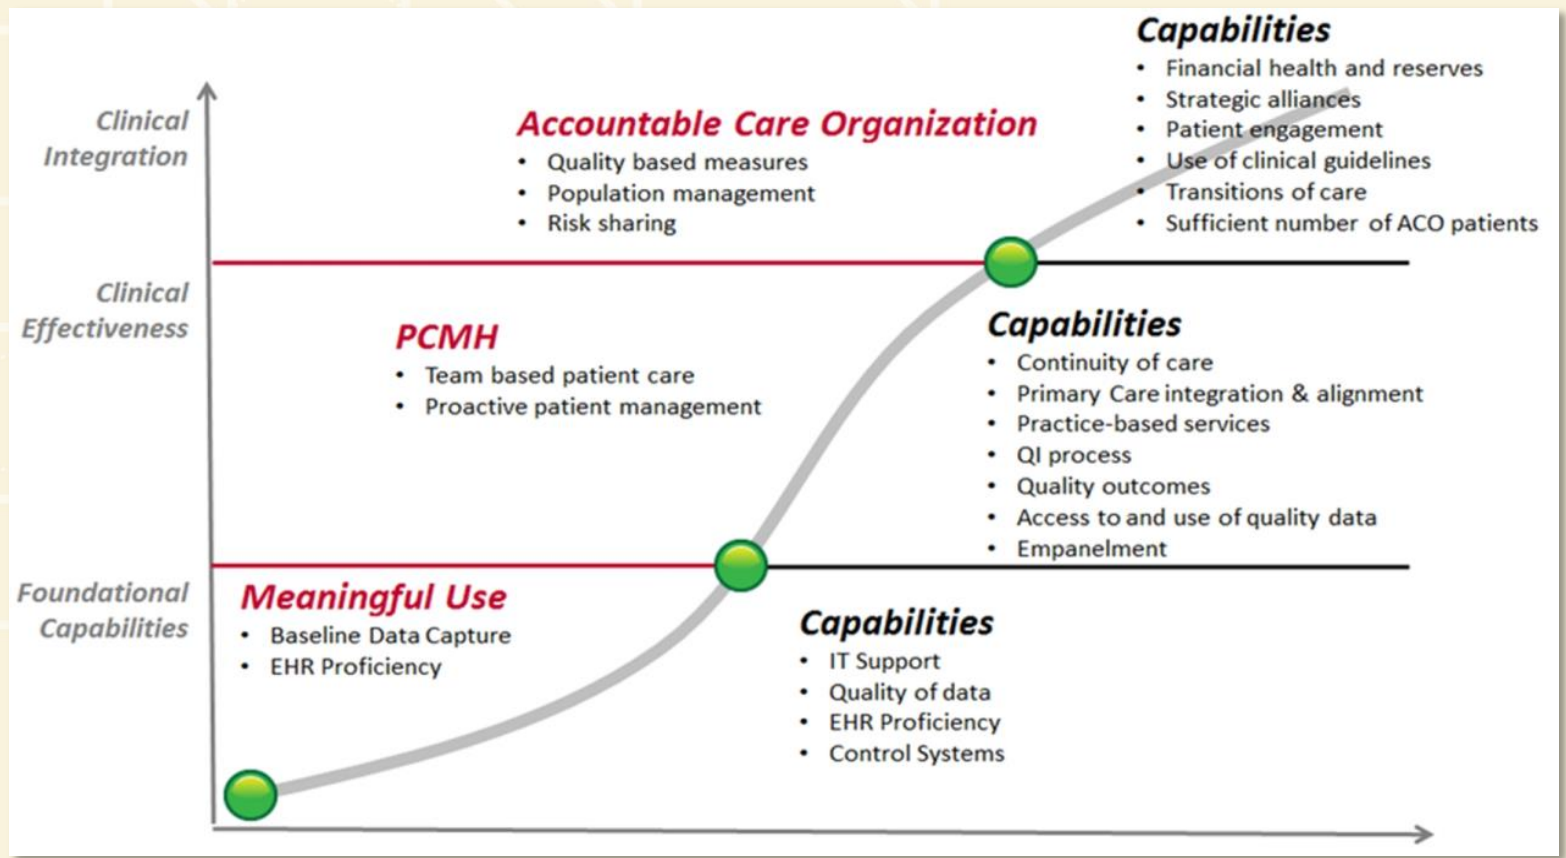 Capabilities
• Financial health and reserves
• Strategic alliances
• Patient engagement
• Use of clinical guidelines
• Transitions of care
• Sufficient number of ACO patients
Clinical
Integration
Accountable Care Organization
• Quality based measures
• Population management
• Risk sharing
Clinical
Effectiveness
PCMH
• Team based patient care
• Proactive patient management
Capabilities
• Continuity of care
• Primary Care integration & alignment
• Practice-based services
• QI process
• Quality outcomes
• Access to and use of quality data
• Empanelment
Foundational
Capabilities
Meaningful Use
• Baseline Data Capture
• EHR Proficiency
Capabilities
• IT Support
• Quality of data
• EHR Proficiency
• Control Systems